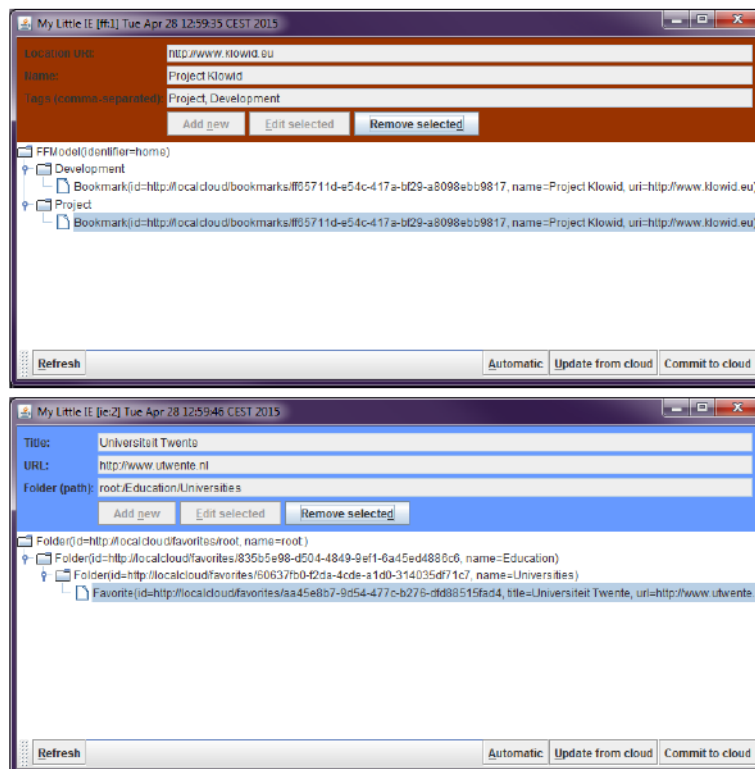 My Little IE [ff:1] Tue Apr 28 12:59:35 CEST 2015
Location URI: http://www.klowid.eu
Name: Project Klowid
Tags (comma-separated): Project, Development
Add new Edit selected Remove selected
FFModel(identifier=home)
Development
Bookmark(id=http://localcloud/bookmarks/ff65711d-e54c-417a-bf29-a8098ebb9817, name=Project Klowid, uri=http://www.klowid.eu)
Project
Bookmark(id=http://localcloud/bookmarks/ff65711d-e54c-417a-bf29-a8098ebb9817, name=Project Klowid, uri=http://www.klowid.eu)
Refresh Automatic Update from cloud Commit to cloud
My Little IE [ie:2] Tue Apr 28 12:59:46 CEST 2015
Title: Universiteit Twente
URL: http://www.utwente.nl
Folder (path): root:/Education/Universities
Add new Edit selected Remove selected
Folder(id=http://localcloud/favorites/root, name=root:)
Folder(id=http://localcloud/favorites/835b5e98-d504-4849-9ef1-6a45ed4886c6, name=Education)
Folder(id=http://localcloud/favorites/60637fb0-f2da-4cde-a1d0-314035df71c7, name=Universities)
Favorite(id=http://localcloud/favorites/aa45e8b7-9d54-477c-b276-dfd88515fad4, title=Universiteit Twente, url=http://www.utwente.
Refresh Automatic Update from cloud Commit to cloud